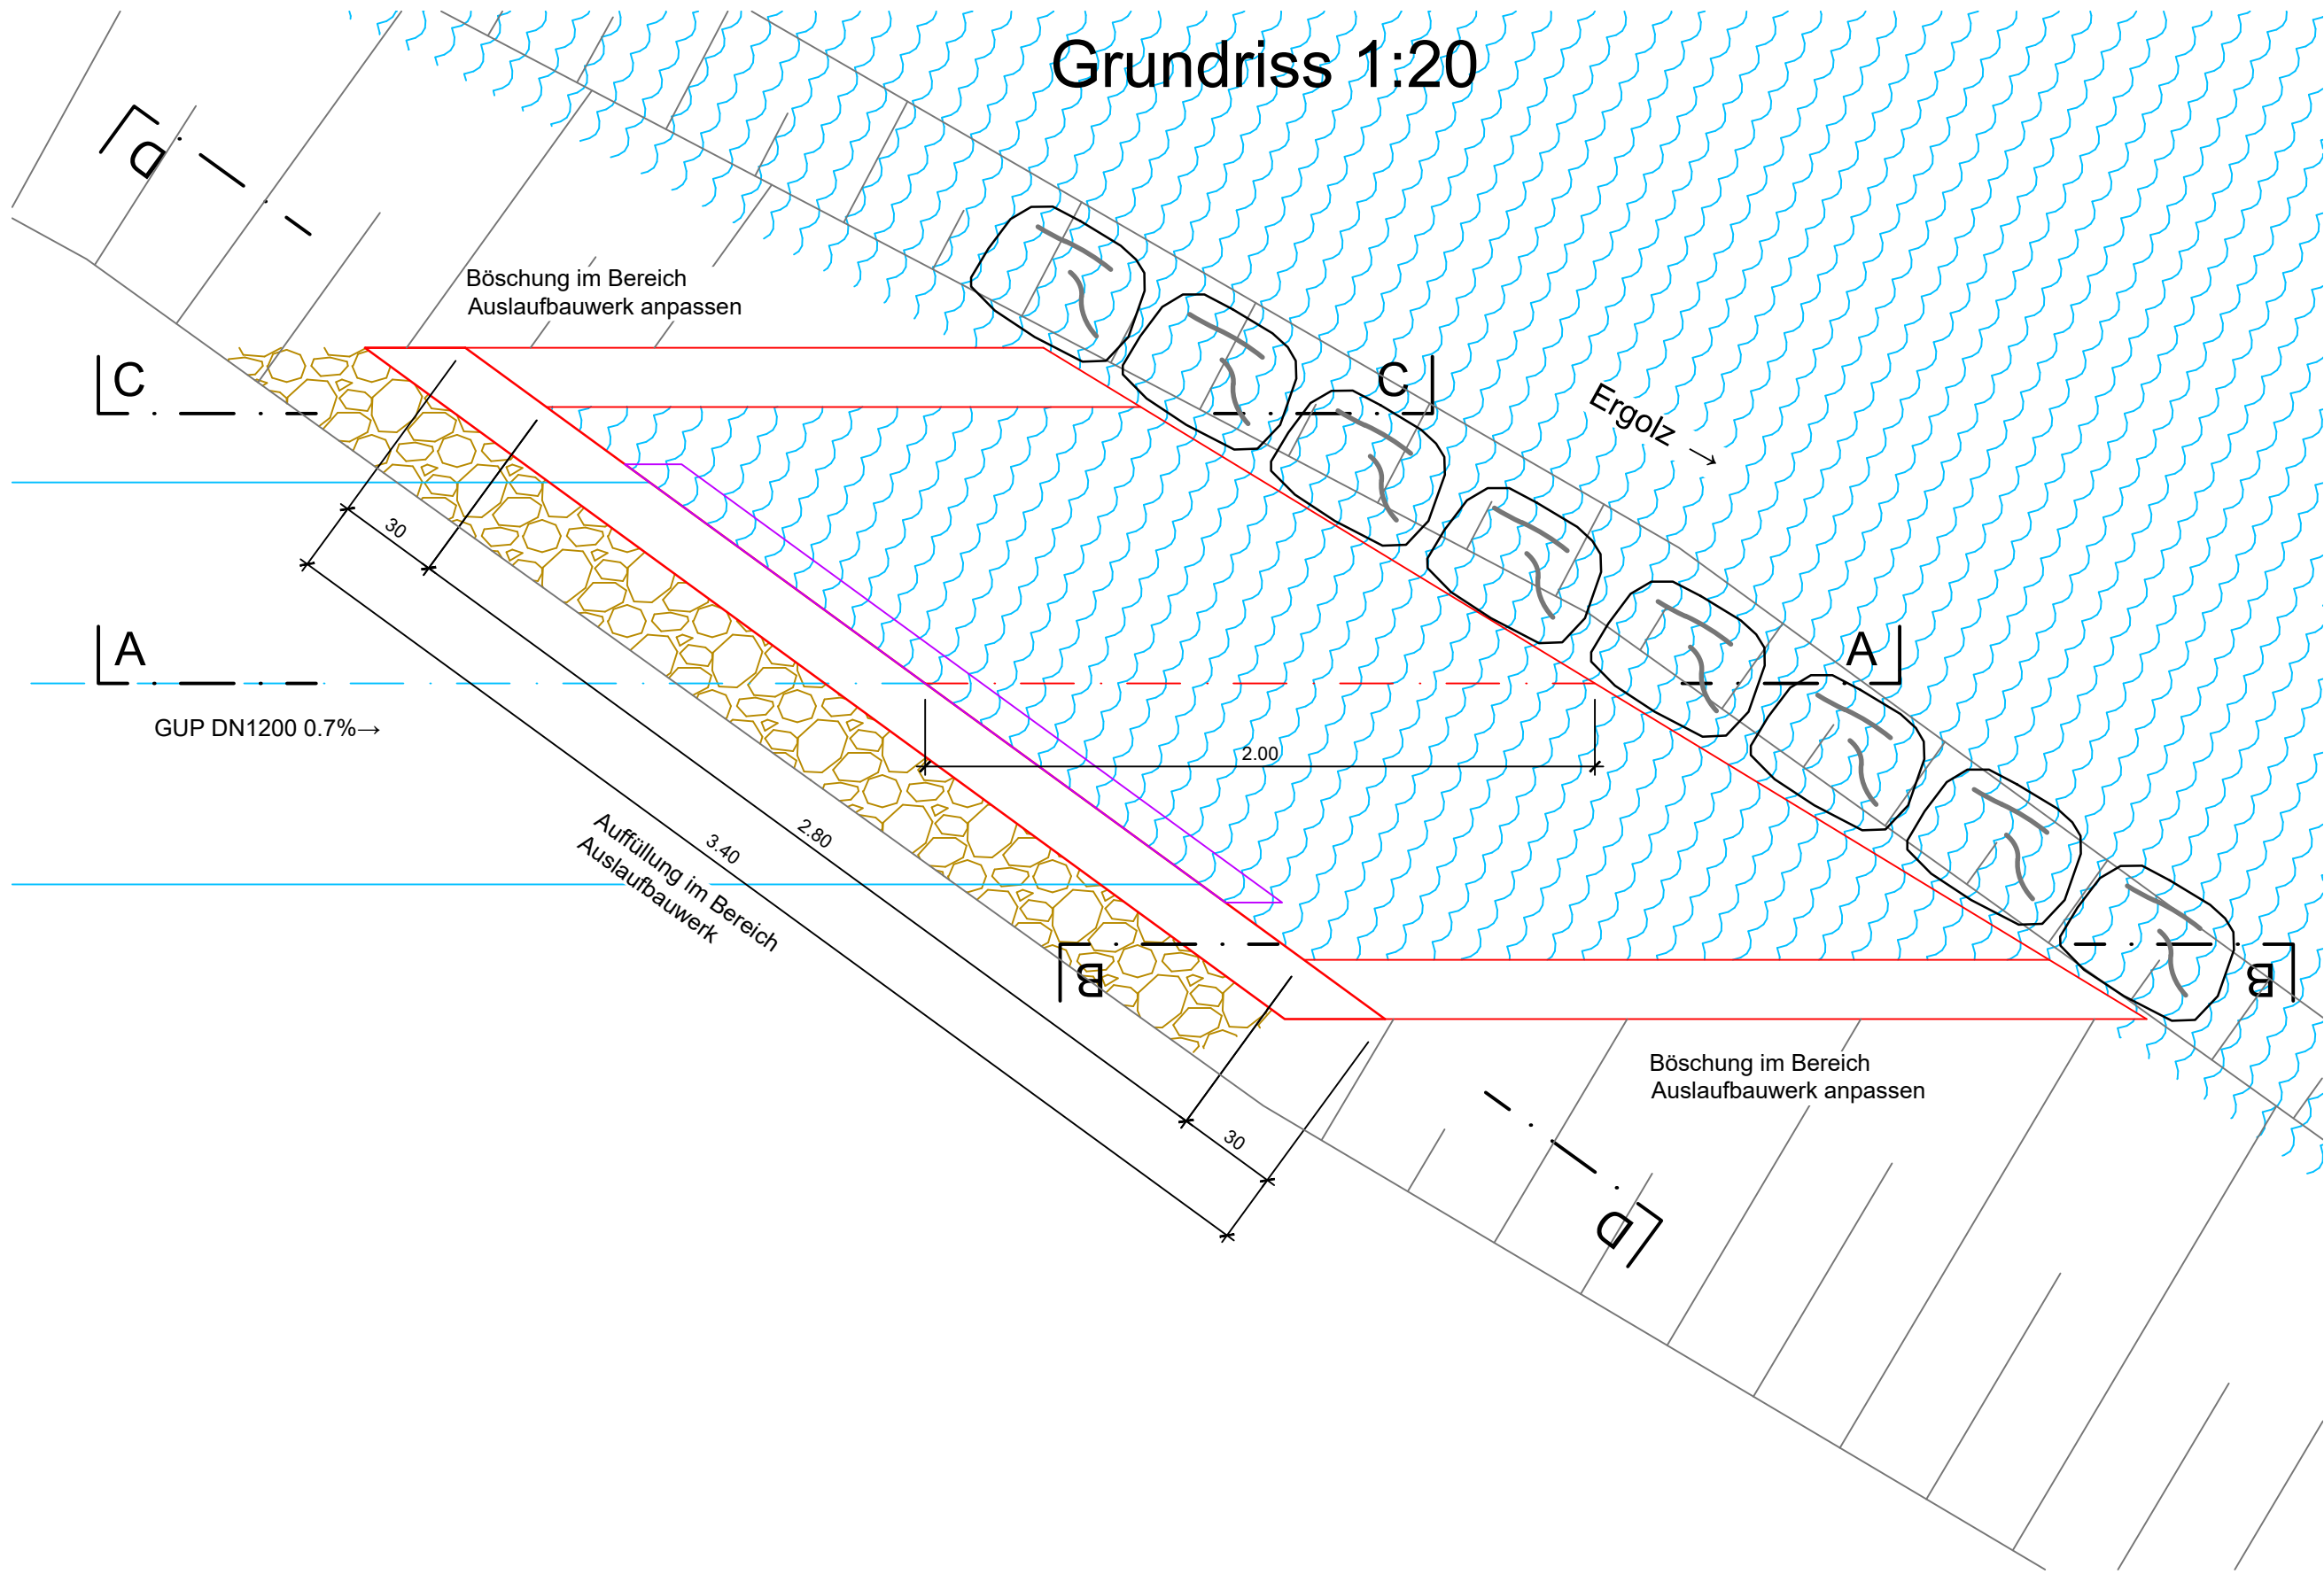 Grundriss 1:20
D
Böschung im Bereich
Auslaufbauwerk anpassen
C
C
Ergolz →
30
A
A
GUP DN1200 0.7%→
2.00
2.80
3.40
Auffüllung im Bereich
Auslaufbauwerk
B
B
Böschung im Bereich
Auslaufbauwerk anpassen
30
D